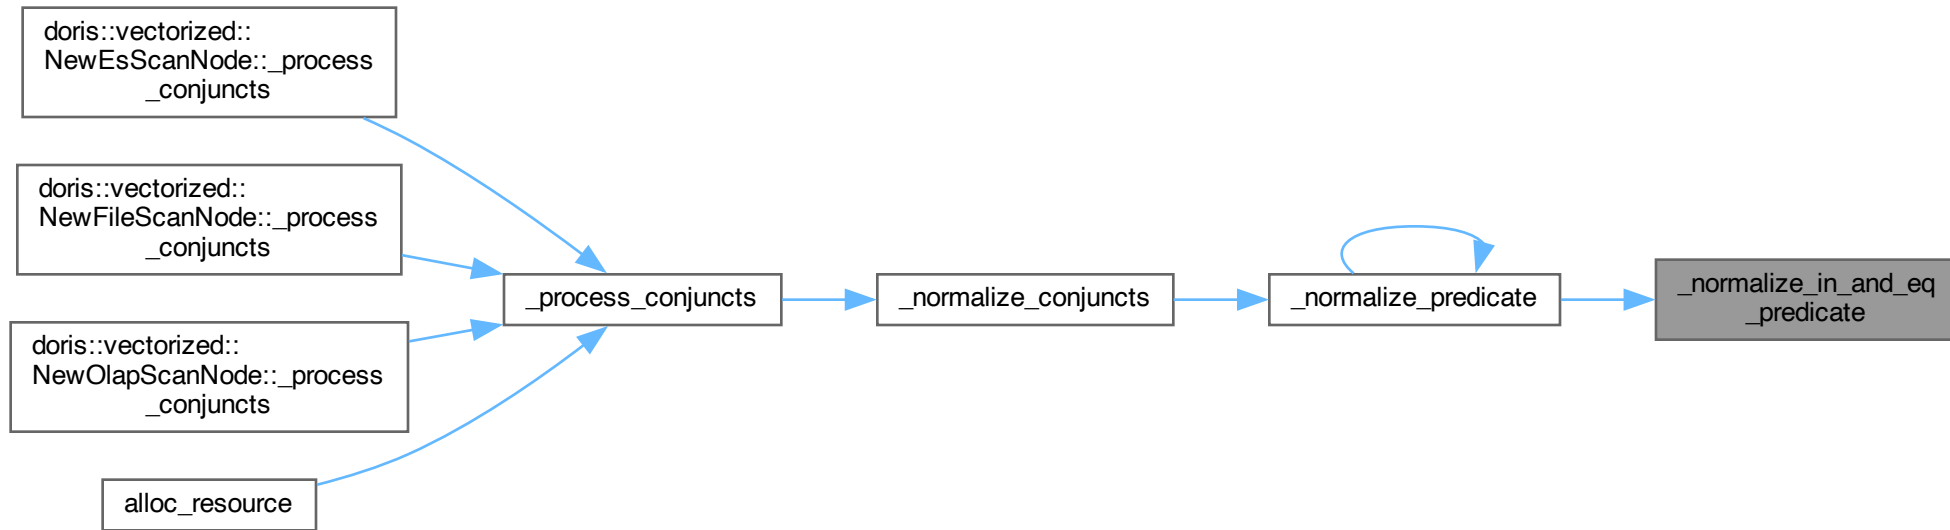 doris::vectorized::
NewEsScanNode::_process
_conjuncts
doris::vectorized::
NewFileScanNode::_process
_conjuncts
doris::vectorized::
NewOlapScanNode::_process
_conjuncts
alloc_resource
_process_conjuncts
_normalize_conjuncts
_normalize_predicate
_normalize_in_and_eq
_predicate